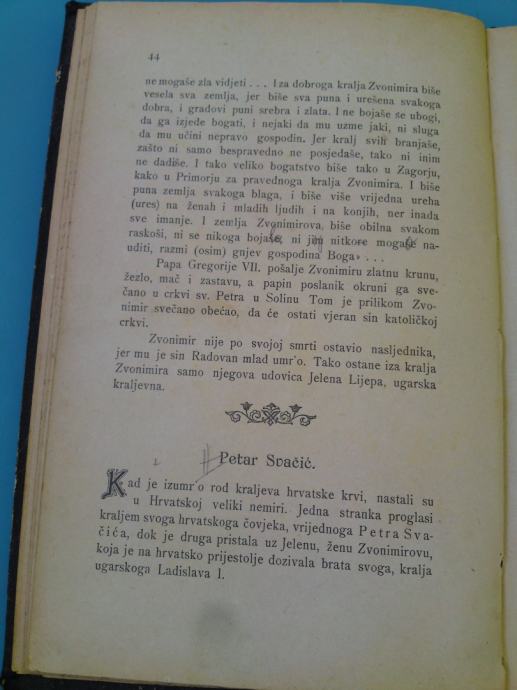 44
ne mogaše zla vidjeti . . . I za dobroga kralja Zvonimira biše
vesela sva zemlja, jer biše sva puna i urešena svakoga
dobra, i gradovi puni srebra i zlata. I ne bojaše se ubogi,
da ga izjede bogati, i nejaki da mu uzme jaki, ni sluga
da mu učini nepravo gospodin. Jer kralj svih branjaše,
zašto ni samo bespravedno ne posjedaše, tako ni inim
ne dadiše. I tako veliko bogatstvo biše tako u Zagorju,
kako u Primorju za pravednoga kralja Zvonimira. I biše
puna zemlja svakoga blaga, i biše više vrijedna ureha
(ures) na ženah i mladih ljudih i na konjih, ner inada
sve imanje. I zemlja Zvonimirova, biše obilna svakom
raskoši, ni se nikoga bojaše, ni jim nitkore mogaše na-
uditi, razmi (osim) gnjev gospodina Boga» . . .
Papa Gregorije VII. pošalje Zvonimiru zlatnu krunu,
žezlo, mač i zastavu, a papin poslanik okruni ga sve-
čano u crkvi sv. Petra u Solinu Tom je prilikom Zvo-
nimir svečano obećao, da će ostati vjeran sin katoličkoj
crkvi.
Zvonimir nije po svojoj smrti ostavio nasljednika,
jer mu je sin Radovan mlad umr'o. Tako ostane iza kralja
Zvonimira samo njegova udovica Jelena Lijepa, ugarska
kraljevna.
Petar Svačić.
Kad je izumr'o rod kraljeva hrvatske krvi, nastali su
u Hrvatskoj veliki nemiri. Jedna stranka proglasi
kraljem svoga hrvatskoga čovjeka, vrijednoga Petra Sva-
čića, dok je druga pristala uz Jelenu, ženu Zvonimirovu,
koja je na hrvatsko prijestolje dozivala brata svoga, kralja
ugarskoga Ladislava I.